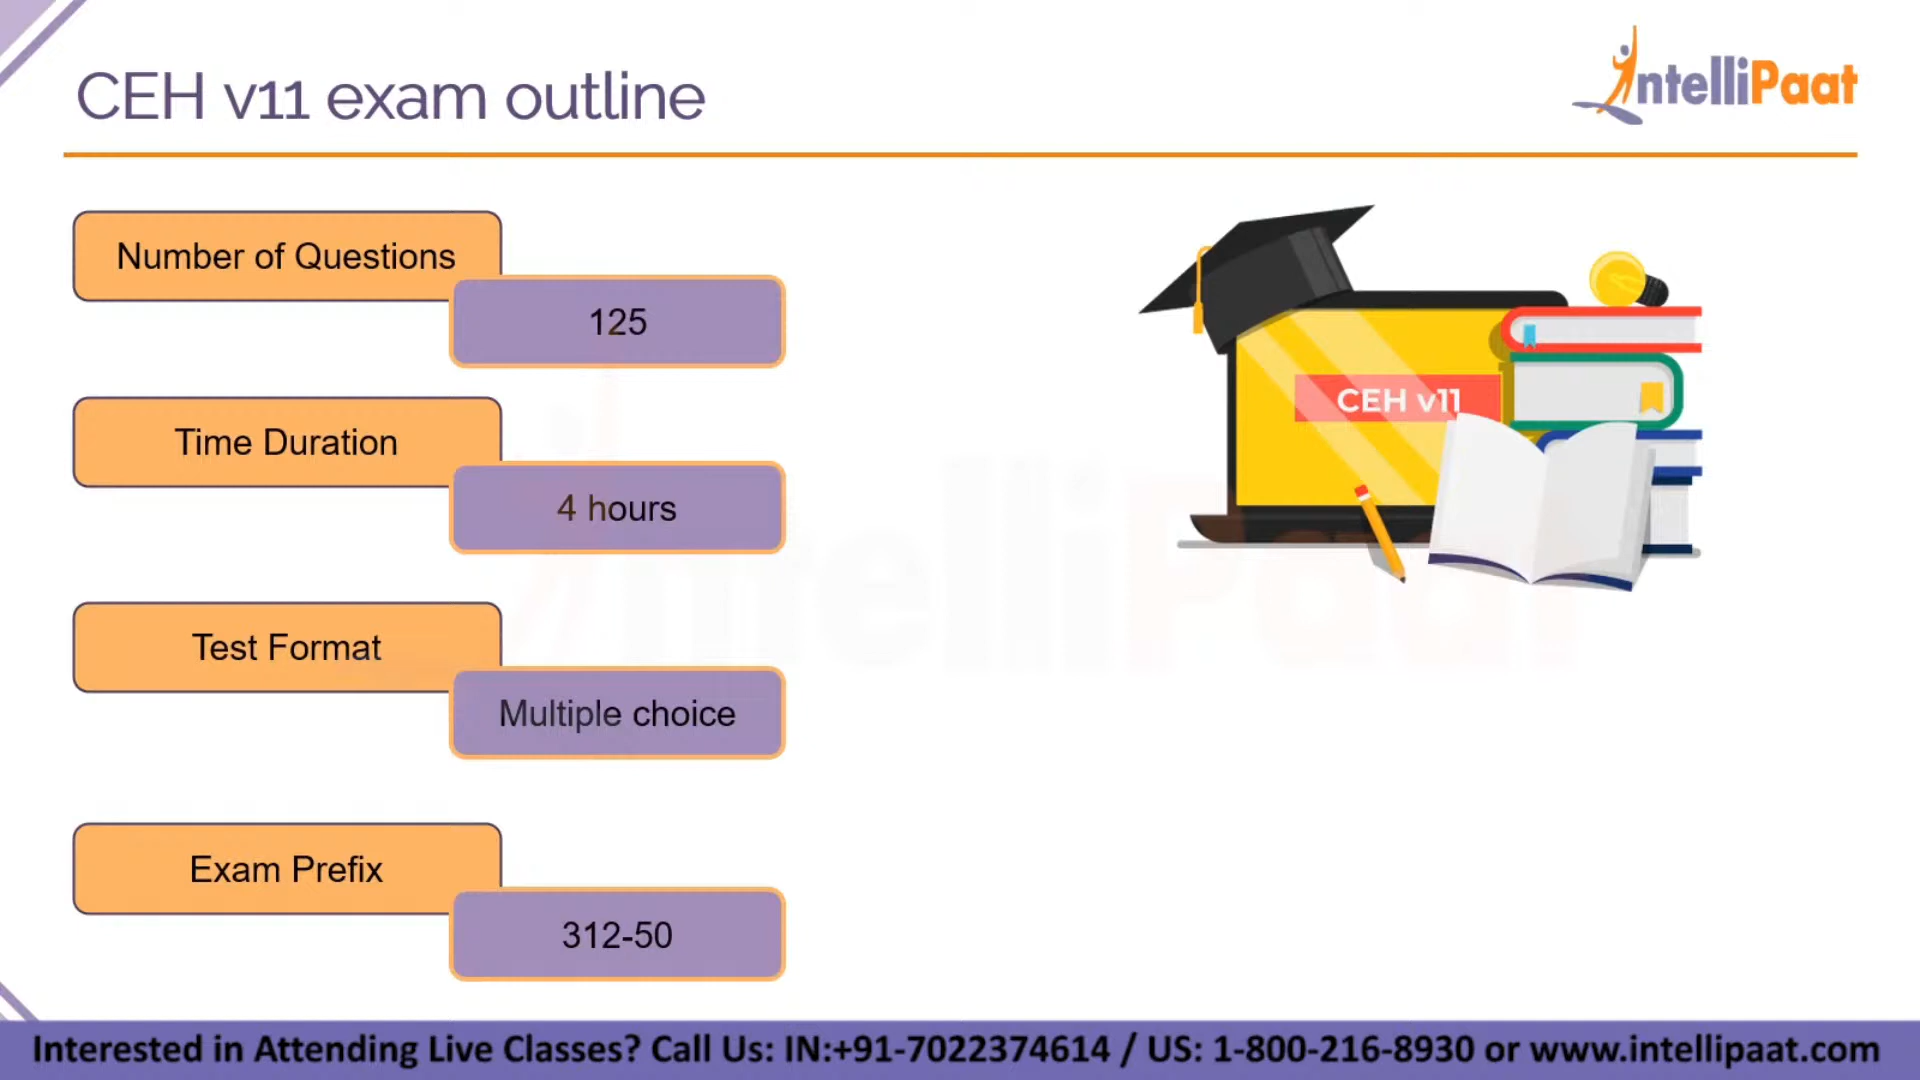 CEH v11 exam outline
IntelliPaat
Number of Questions
125
Time Duration
4 hours
Test Format
Multiple choice
Exam Prefix
312-50
CEH v11
IntelliPaat
Interested in Attending Live Classes? Call Us: IN:+91-7022374614 / US: 1-800-216-8930 or www.intellipaat.com